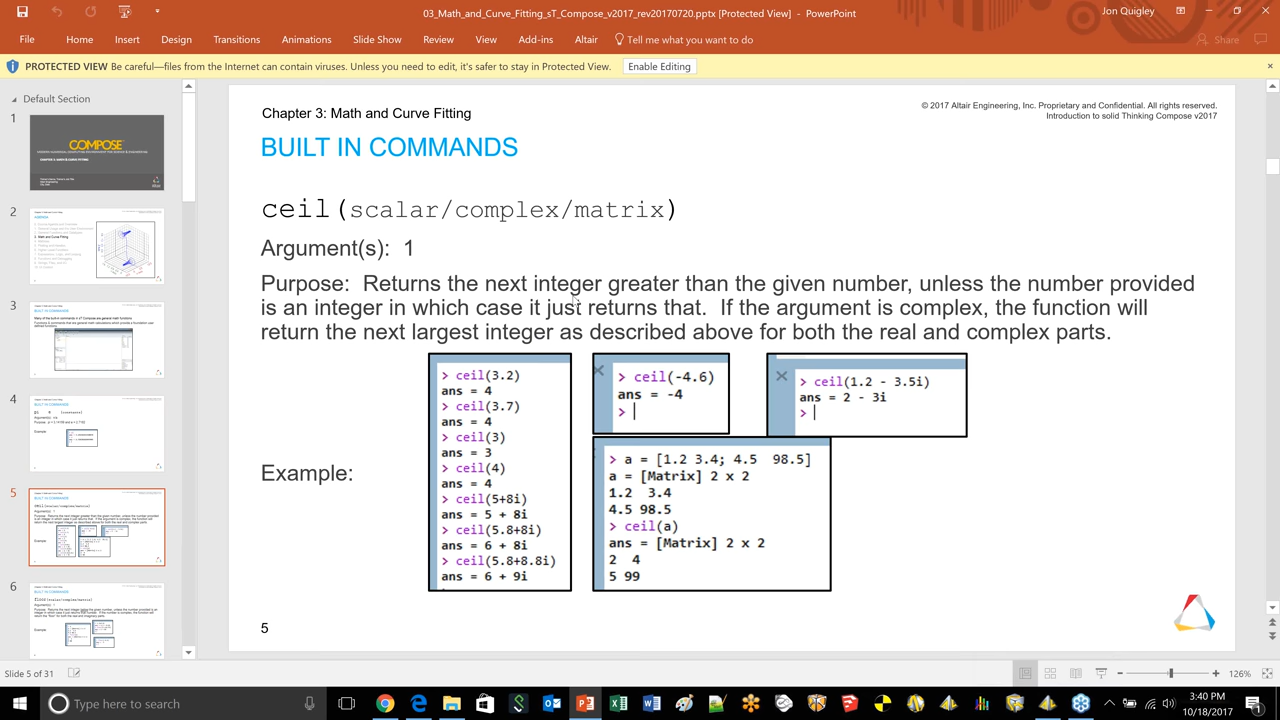 03_Math_and_Curve_Fitting_sT_Compose_v2017_rev20170720.pptx [Protected View] - PowerPoint
Jon Quigley
File Home Insert Design Transitions Animations Slide Show Review View Add-ins Altair Tell me what you want to do
Share
PROTECTED VIEW Be careful—files from the Internet can contain viruses. Unless you need to edit, it's safer to stay in Protected View.
Enable Editing
Default Section
1
COMPOSE
2
3
4
5
6
Chapter 3: Math and Curve Fitting
© 2017 Altair Engineering, Inc. Proprietary and Confidential. All rights reserved.
Introduction to solid Thinking Compose v2017
BUILT IN COMMANDS
ceil(scalar/complex/matrix)
Argument(s): 1
Purpose: Returns the next integer greater than the given number, unless the number provided
is an integer in which case it just returns that. If the argument is complex, the function will
return the next largest integer as described above for both the real and complex parts.
Example:
> ceil(3.2)
ans = 4
> ceil(3.7)
ans = 4
> ceil(3)
ans = 3
> ceil(4)
ans = 4
> ceil(5+8i)
ans = 5 + 8i
> ceil(5.8+8i)
ans = 6 + 8i
> ceil(5.8+8.8i)
ans = 6 + 9i
> ceil(-4.6)
ans = -4
>
> ceil(1.2 - 3.5i)
ans = 2 - 3i
>
> a = [1.2 3.4; 4.5 98.5]
a = [Matrix] 2 x 2
1.2 3.4
4.5 98.5
> ceil(a)
ans = [Matrix] 2 x 2
2 4
5 99
5
Slide 5 of 31
126%
Type here to search
3:40 PM
10/18/2017